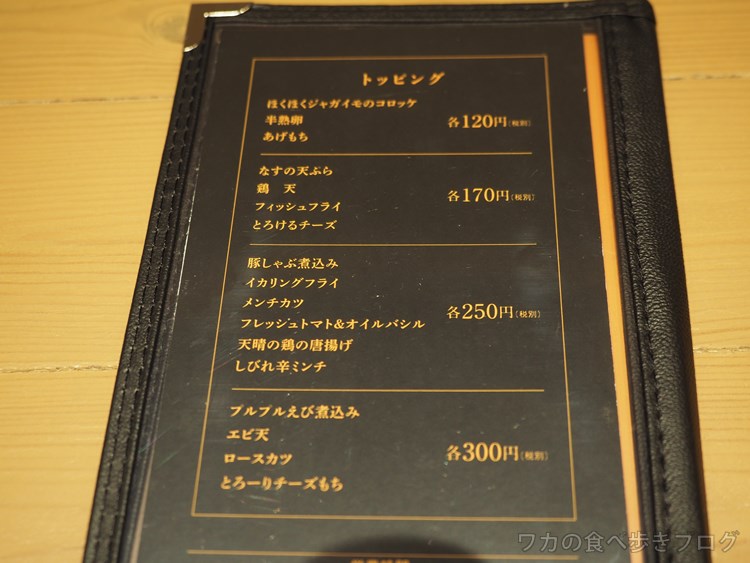 トッピング
ほくほくジャガイモのコロッケ
半熟卵
あげもち
各120円(税別)
なすの天ぷら
鶏 天
フィッシュフライ
とろけるチーズ
各170円(税別)
豚しゃぶ煮込み
イカリングフライ
メンチカツ
フレッシュトマト&オイルバジル
天晴の鶏の唐揚げ
しびれ辛ミンチ
各250円(税別)
プルプルえび煮込み
エビ天
ロースカツ
とろーりチーズもち
各300円(税別)
ワカの食べ歩きブログ